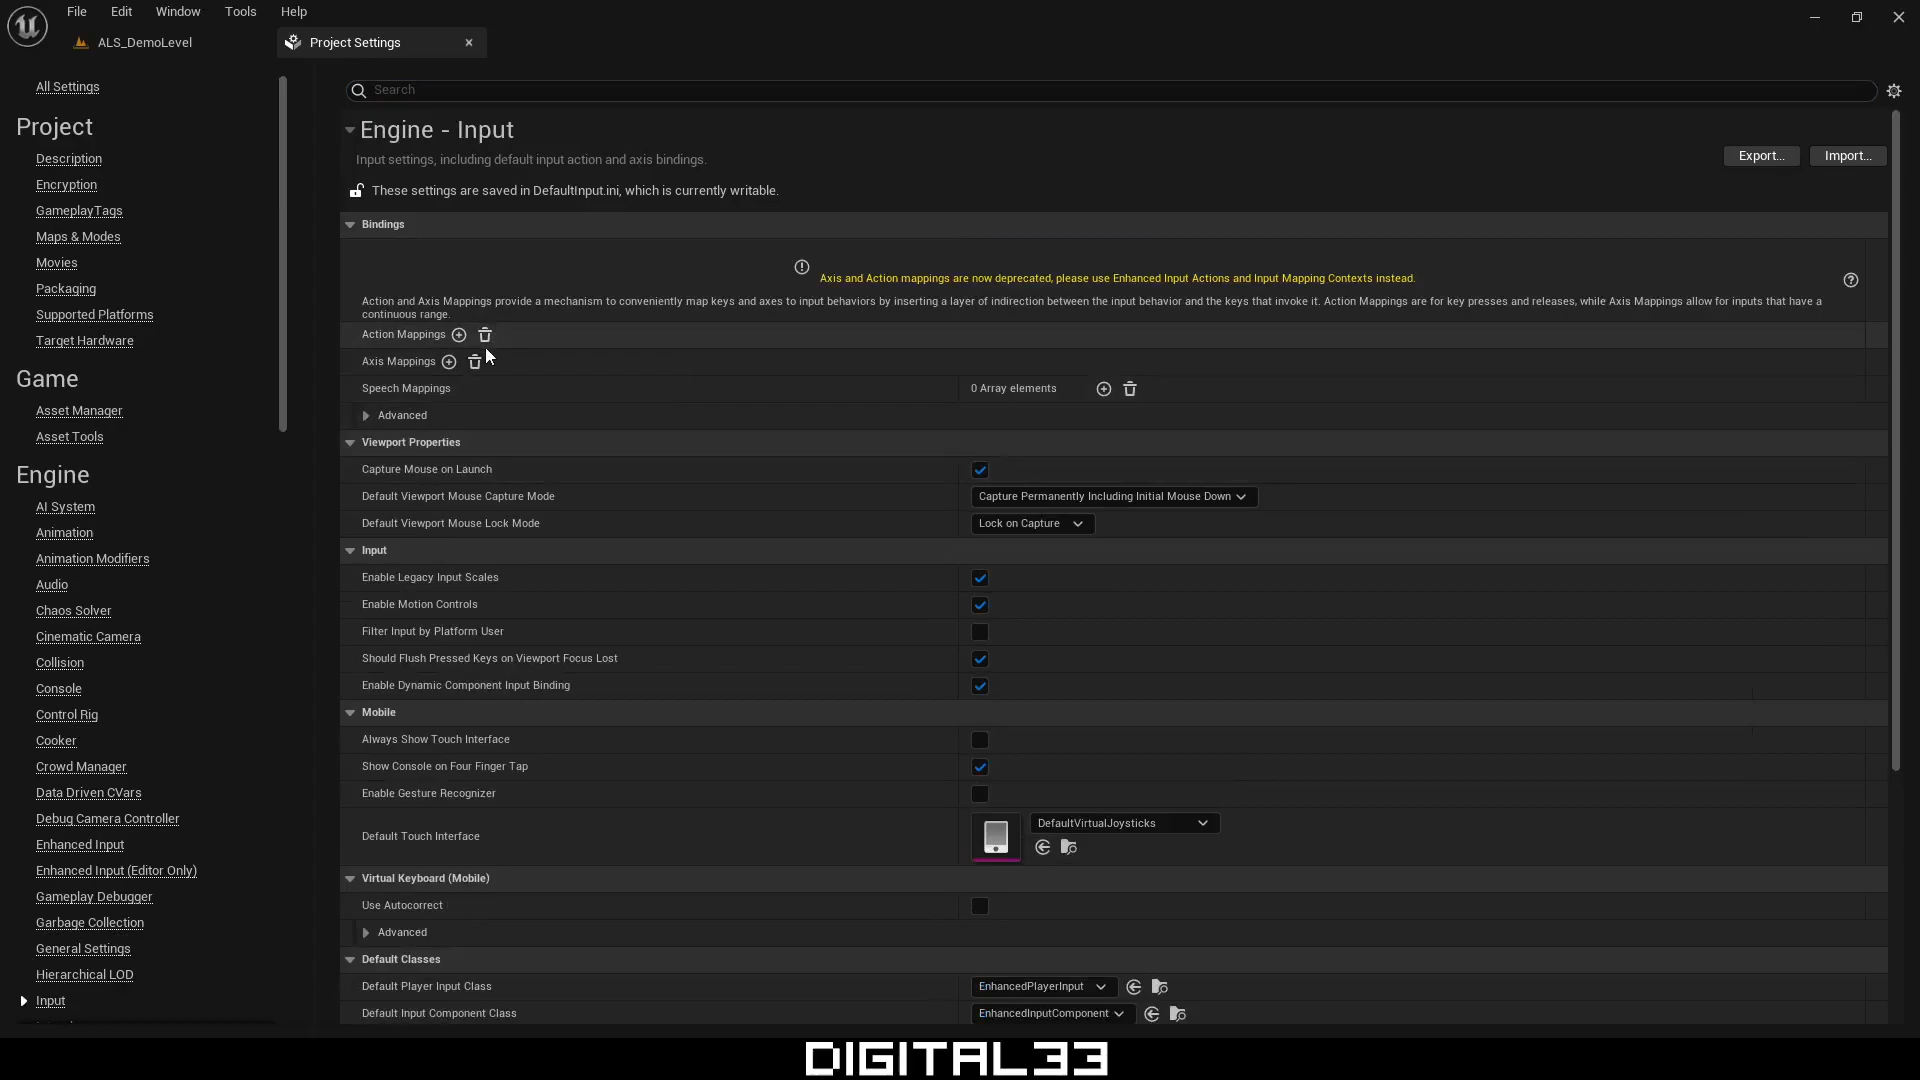 File Edit Window Tools Help
ALS_DemoLevel
Project Settings
All Settings
Project
Description
Encryption
GameplayTags
Maps & Modes
Movies
Packaging
Supported Platforms
Target Hardware
Game
Asset Manager
Asset Tools
Engine
AI System
Animation
Animation Modifiers
Audio
Chaos Solver
Cinematic Camera
Collision
Console
Control Rig
Cooker
Crowd Manager
Data Driven CVars
Debug Camera Controller
Enhanced Input
Enhanced Input (Editor Only)
Gameplay Debugger
Garbage Collection
General Settings
Hierarchical LOD
Input
Search
Engine - Input
Input settings, including default input action and axis bindings.
Export...
Import...
These settings are saved in DefaultInput.ini, which is currently writable.
Bindings
Axis and Action mappings are now deprecated, please use Enhanced Input Actions and Input Mapping Contexts instead.
Action and Axis Mappings provide a mechanism to conveniently map keys and axes to input behaviors by inserting a layer of indirection between the input behavior and the keys that invoke it. Action Mappings are for key presses and releases, while Axis Mappings allow for inputs that have a
continuous range.
Action Mappings
Axis Mappings
Speech Mappings 0 Array elements
Advanced
Viewport Properties
Capture Mouse on Launch
Default Viewport Mouse Capture Mode Capture Permanently Including Initial Mouse Down
Default Viewport Mouse Lock Mode Lock on Capture
Input
Enable Legacy Input Scales
Enable Motion Controls
Filter Input by Platform User
Should Flush Pressed Keys on Viewport Focus Lost
Enable Dynamic Component Input Binding
Mobile
Always Show Touch Interface
Show Console on Four Finger Tap
Enable Gesture Recognizer
Default Touch Interface DefaultVirtualJoysticks
Virtual Keyboard (Mobile)
Use Autocorrect
Advanced
Default Classes
Default Player Input Class EnhancedPlayerInput
Default Input Component Class EnhancedInputComponent
DIGITAL33